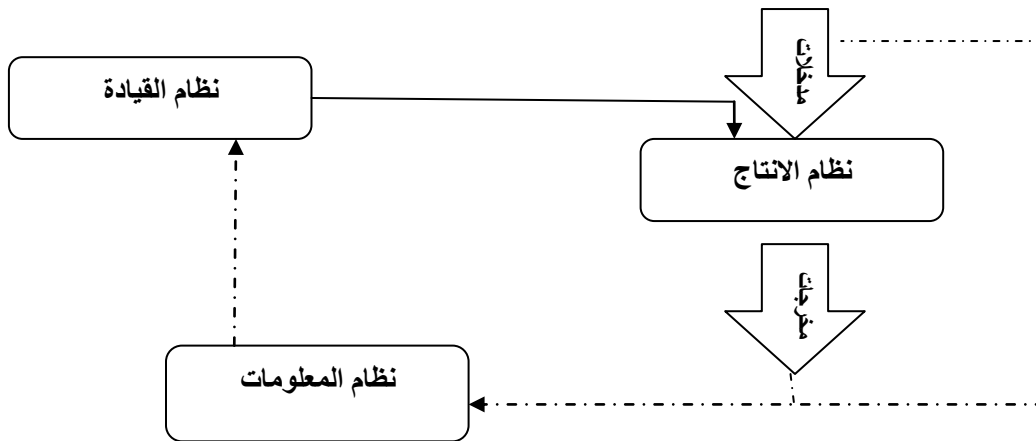 مدخلات
نظام القيادة
نظام الانتاج
مخرجات
نظام المعلومات